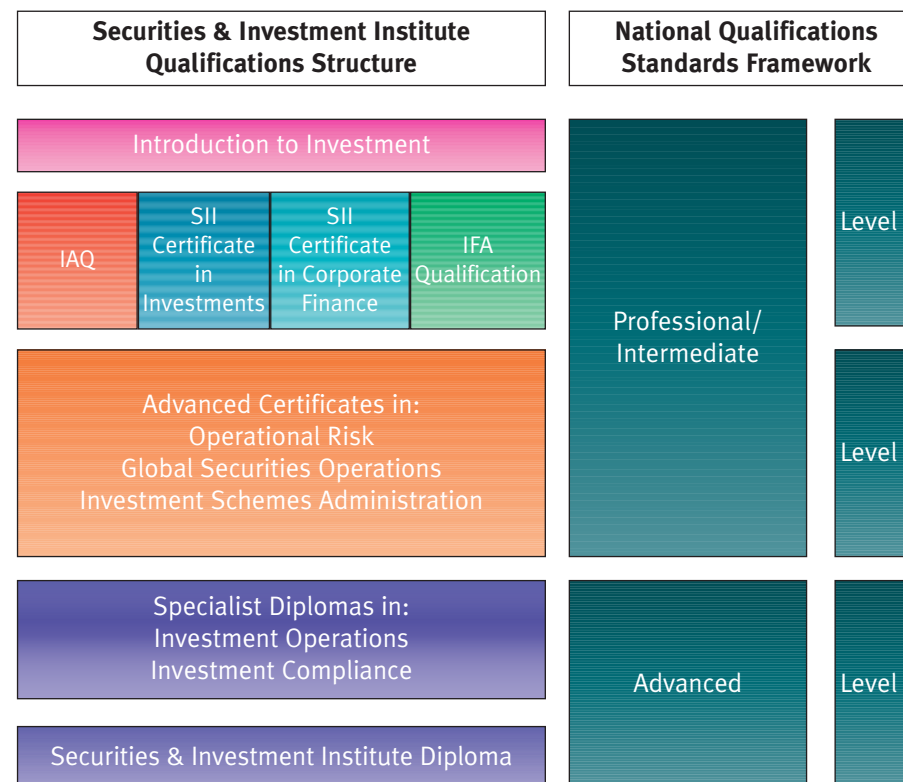 Securities & Investment Institute
Qualifications Structure
National Qualifications
Standards Framework
Introduction to Investment
IAQ
SII
Certificate
in
Investments
SII
Certificate
in Corporate
Finance
IFA
Qualification
Professional/
Intermediate
Level
Advanced Certificates in:
Operational Risk
Global Securities Operations
Investment Schemes Administration
Level
Specialist Diplomas in:
Investment Operations
Investment Compliance
Advanced
Level
Securities & Investment Institute Diploma